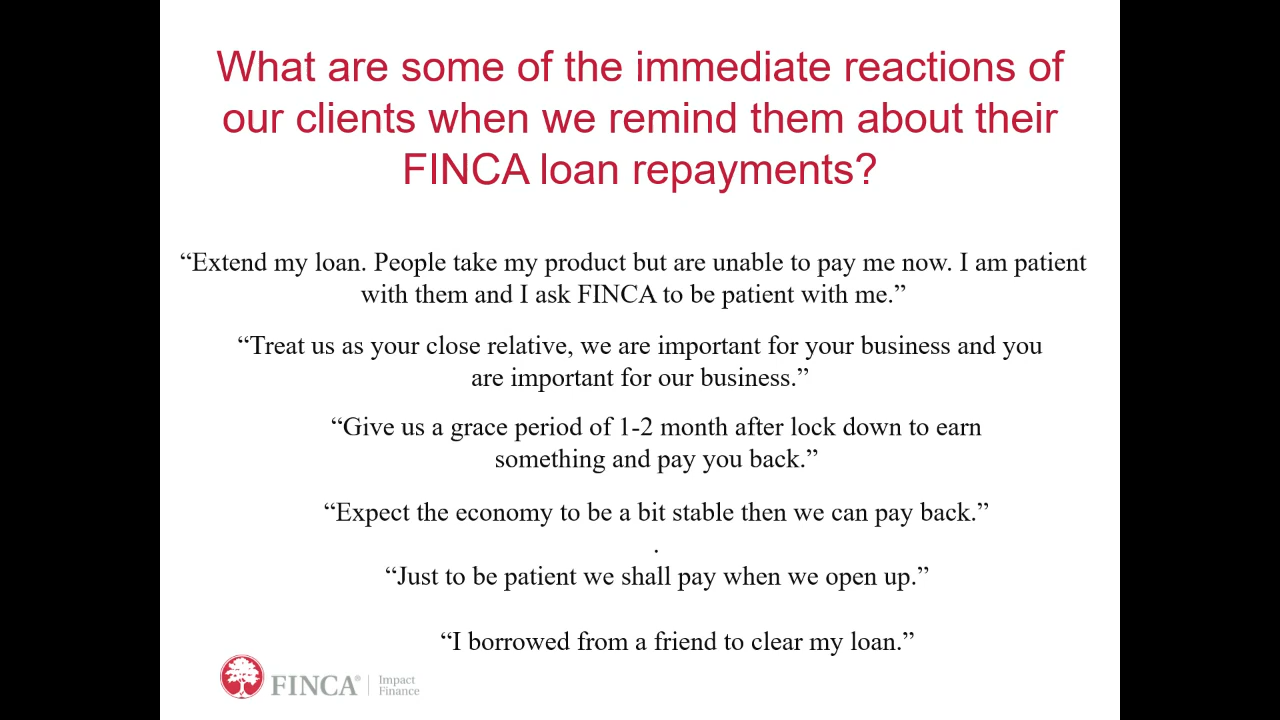 What are some of the immediate reactions of
our clients when we remind them about their
FINCA loan repayments?
“Extend my loan. People take my product but are unable to pay me now. I am patient
with them and I ask FINCA to be patient with me.”
“Treat us as your close relative, we are important for your business and you
are important for our business.”
“Give us a grace period of 1-2 month after lock down to earn
something and pay you back.”
“Expect the economy to be a bit stable then we can pay back.”
.
“Just to be patient we shall pay when we open up.”
“I borrowed from a friend to clear my loan.”
FINCA® | Impact
Finance